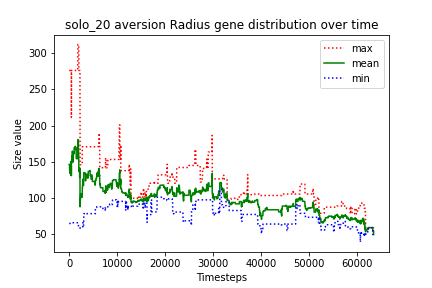 solo_20 aversion Radius gene distribution over time
max
mean
min
Size value
300
250
200
150
100
50
0
10000
20000
30000
40000
50000
60000
Timesteps